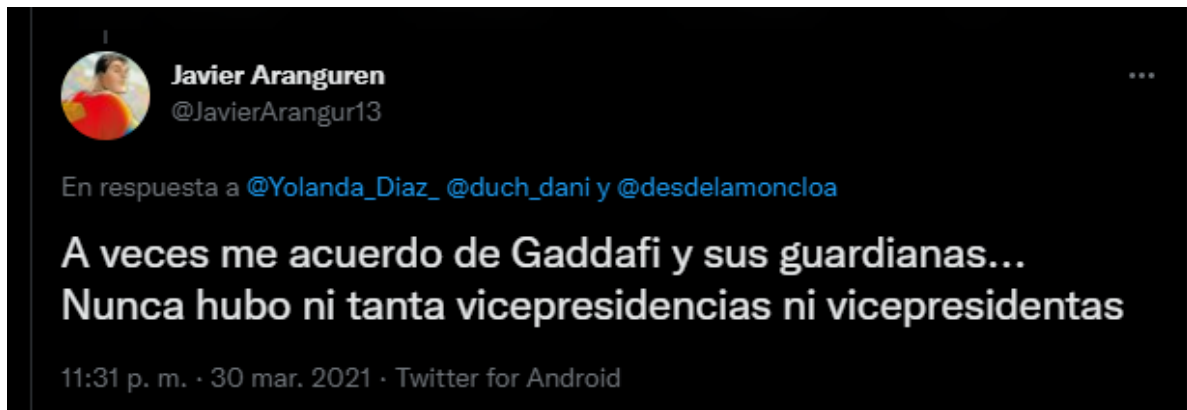 Javier Aranguren
@JavierArangur13
En respuesta a @Yolanda_Diaz_ @duch_dani y @desdelamoncloa
A veces me acuerdo de Gaddafi y sus guardianas...
Nunca hubo ni tanta vicepresidencias ni vicepresidentas
11:31 p. m. · 30 mar. 2021 · Twitter for Android